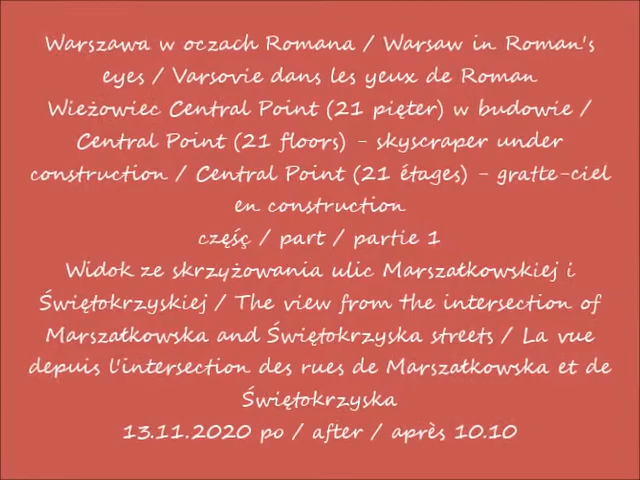 Warszawa w oczach Romana / Warsaw in Roman's
eyes / Varsovie dans les yeux de Roman
Wieżowiec Central Point (21 pięter) w budowie /
Central Point (21 floors) - skyscraper under
construction / Central Point (21 étages) - gratte-ciel
en construction
częśç / part / partie 1
Widok ze skrzyżowania ulic Marszałkowskiej i
Świętokrzyskiej / The view from the intersection of
Marszałkowska and Świętokrzyska streets / La vue
depuis l'intersection des rues de Marszałkowska et de
Świętokrzyska
13.11.2020 po / after / après 10.10